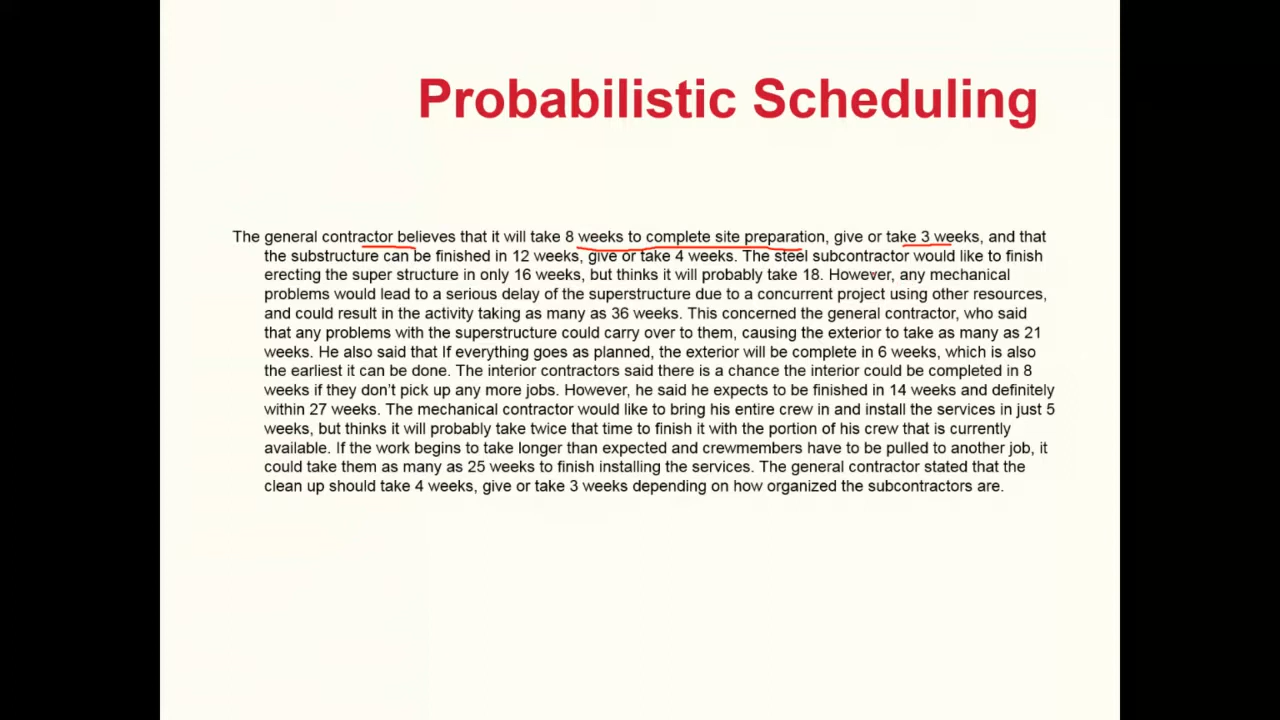 Probabilistic Scheduling
The general contractor believes that it will take 8 weeks to complete site preparation, give or take 3 weeks, and that
the substructure can be finished in 12 weeks, give or take 4 weeks. The steel subcontractor would like to finish
erecting the super structure in only 16 weeks, but thinks it will probably take 18. However, any mechanical
problems would lead to a serious delay of the superstructure due to a concurrent project using other resources,
and could result in the activity taking as many as 36 weeks. This concerned the general contractor, who said
that any problems with the superstructure could carry over to them, causing the exterior to take as many as 21
weeks. He also said that If everything goes as planned, the exterior will be complete in 6 weeks, which is also
the earliest it can be done. The interior contractors said there is a chance the interior could be completed in 8
weeks if they don't pick up any more jobs. However, he said he expects to be finished in 14 weeks and definitely
within 27 weeks. The mechanical contractor would like to bring his entire crew in and install the services in just 5
weeks, but thinks it will probably take twice that time to finish it with the portion of his crew that is currently
available. If the work begins to take longer than expected and crewmembers have to be pulled to another job, it
could take them as many as 25 weeks to finish installing the services. The general contractor stated that the
clean up should take 4 weeks, give or take 3 weeks depending on how organized the subcontractors are.